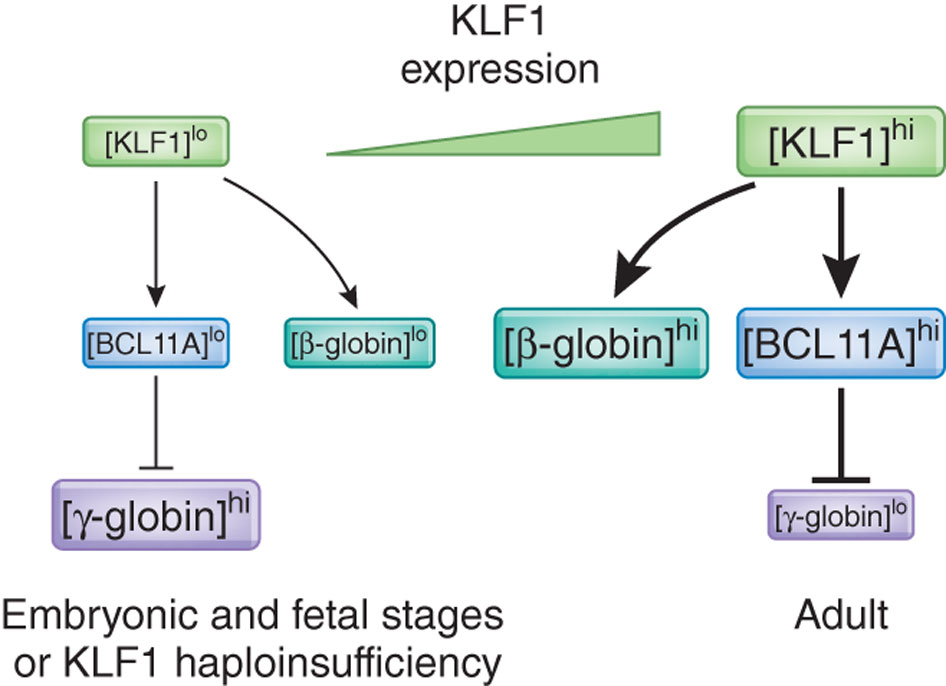 KLF1
expression
[KLF1]lo
[KLF1]hi
[BCL11A]lo
[β-globin]lo
[β-globin]hi
[BCL11A]hi
[γ-globin]hi
[γ-globin]lo
Embryonic and fetal stages
or KLF1 haploinsufficiency
Adult